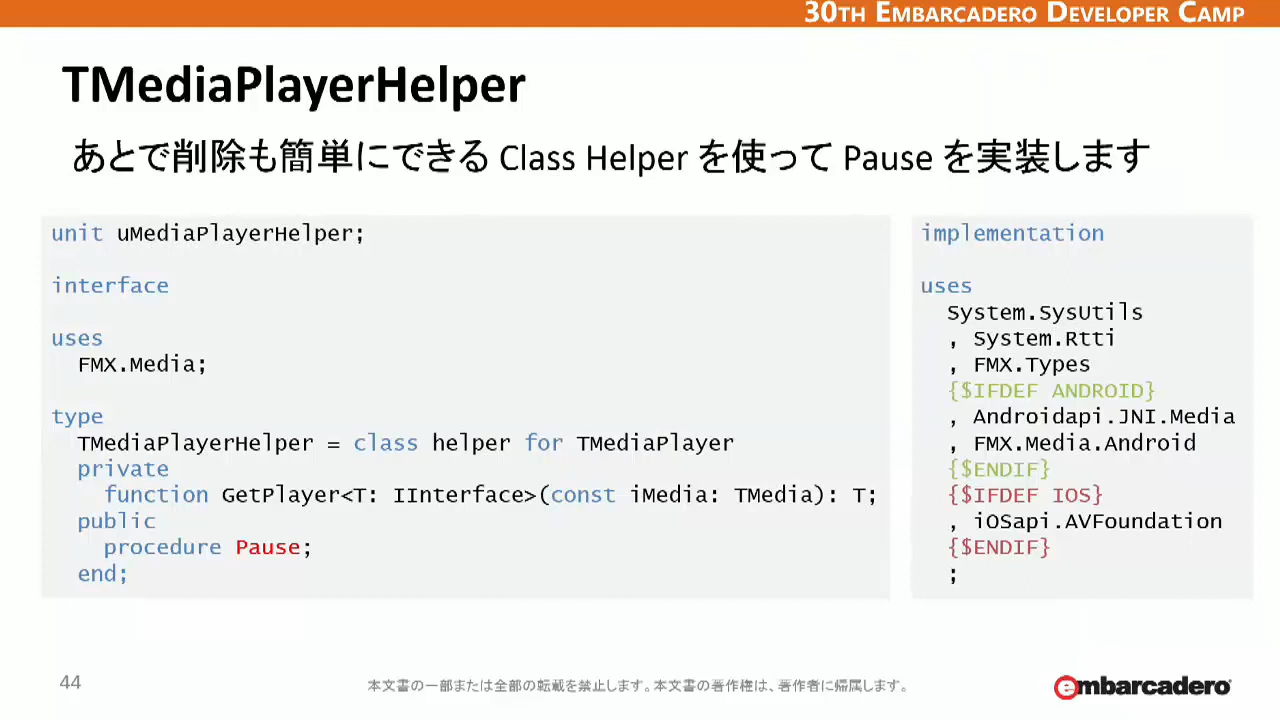 30TH EMBARCADERO DEVELOPER CAMP
TMediaPlayerHelper
あとで削除も簡単にできる Class Helper を使って Pause を実装します
unit uMediaPlayerHelper;
interface
uses
FMX.Media;
type
TMediaPlayerHelper = class helper for TMediaPlayer
private
function GetPlayer<T: IInterface>(const iMedia: TMedia): T;
public
procedure Pause;
end;
implementation
uses
System.SysUtils
, System.Rtti
, FMX.Types
{$IFDEF ANDROID}
, Androidapi.JNI.Media
, FMX.Media.Android
{$ENDIF}
{$IFDEF IOS}
, iOSapi.AVFoundation
{$ENDIF}
;
44
本文書の一部または全部の転載を禁止します。本文書の著作権は、著作者に帰属します。
embarcadero